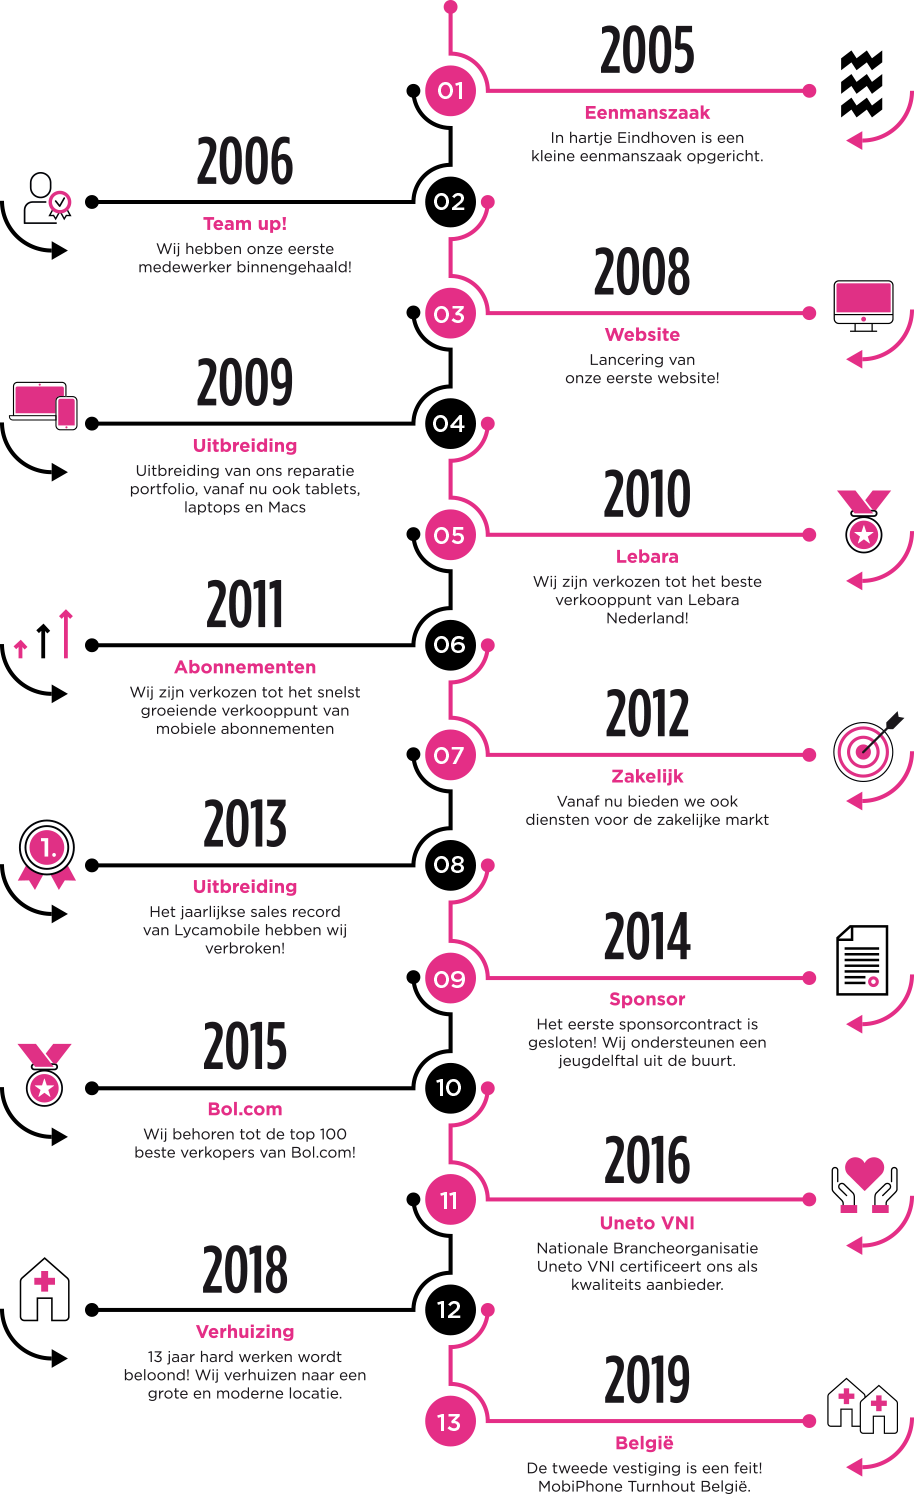 2005
01
Eenmanszaak
In hartje Eindhoven is een
kleine eenmanszaak opgericht.
2006
02
Team up!
Wij hebben onze eerste
medewerker binnengehaald!
2008
03
Website
Lancering van
onze eerste website!
2009
04
Uitbreiding
Uitbreiding van ons reparatie
portfolio, vanaf nu ook tablets,
laptops en Macs
2010
05
Lebara
Wij zijn verkozen tot het beste
verkooppunt van Lebara
Nederland!
2011
06
Abonnementen
Wij zijn verkozen tot het snelst
groeiende verkooppunt van
mobiele abonnementen
2012
07
Zakelijk
Vanaf nu bieden we ook
diensten voor de zakelijke markt
2013
1.
08
Uitbreiding
Het jaarlijkse sales record
van Lycamobile hebben wij
verbroken!
2014
09
Sponsor
Het eerste sponsorcontract is
gesloten! Wij ondersteunen een
jeugdelftal uit de buurt.
2015
10
Bol.com
Wij behoren tot de top 100
beste verkopers van Bol.com!
2016
11
Uneto VNI
Nationale Brancheorganisatie
Uneto VNI certificeert ons als
kwaliteits aanbieder.
2018
12
Verhuizing
13 jaar hard werken wordt
beloond! Wij verhuizen naar een
grote en moderne locatie.
2019
13
België
De tweede vestiging is een feit!
MobiPhone Turnhout België.